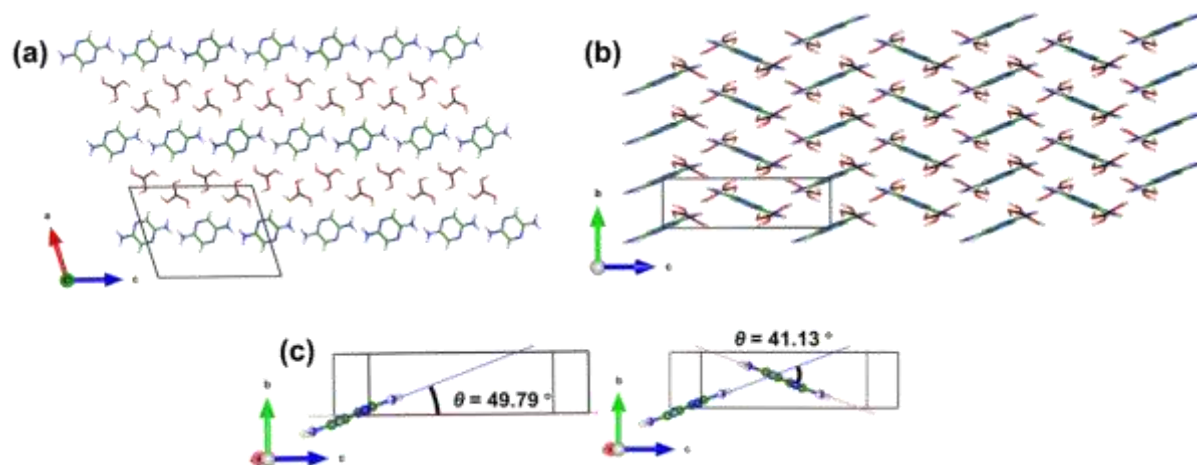 (a)
(b)
a
c
b
c
(c)
θ = 49.79 °
θ = 41.13 °
b
c
b
c